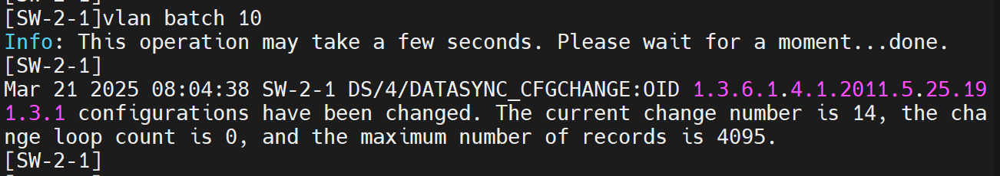 [SW-2-1]vlan batch 10
Info: This operation may take a few seconds. Please wait for a moment...done.
[SW-2-1]
Mar 21 2025 08:04:38 SW-2-1 DS/4/DATASYNC_CFGCHANGE:OID 1.3.6.1.4.1.2011.5.25.19
1.3.1 configurations have been changed. The current change number is 14, the cha
nge loop count is 0, and the maximum number of records is 4095.
[SW-2-1]